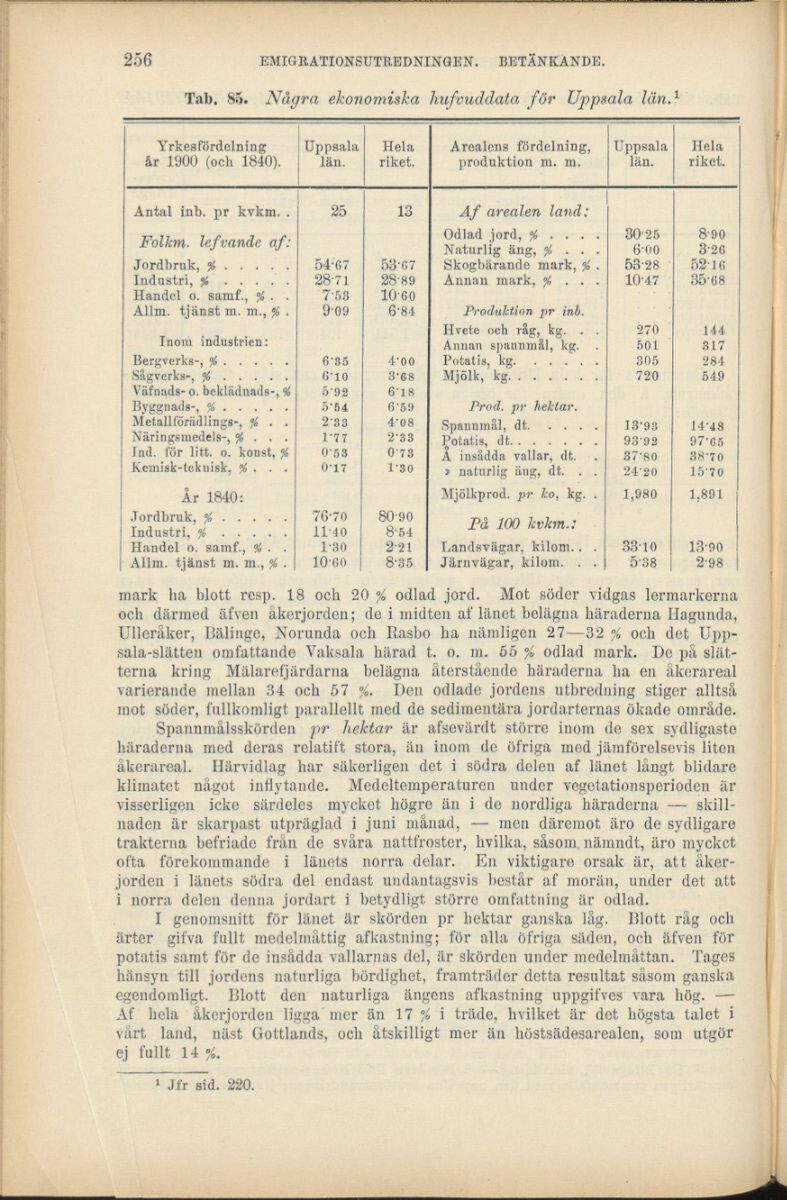 256 EMIGRATIONSUTREDNINGEN. BETÄNKANDE.
Tab. 85. Några ekonomiska hufvuddata för Uppsala län.¹
Yrkesfördelning år 1900 (och 1840). Uppsala län. Hela riket.
Antal inb. pr kvkm. . 25 13
Folkm. lefvande af:
Jordbruk, % . . . . . 54·67 53·67
Industri, % . . . . . 28·71 28·89
Handel o. samf., % . . 7·53 10·60
Allm. tjänst m. m., % . 9·09 6·84
Inom industrien:
Bergverks-, % . . . . . 6·35 4·00
Sågverks-, % . . . . . 6·10 3·68
Väfnads- o. beklädnads-, % 5·92 6·18
Byggnads-, % . . . . . 5·54 6·59
Metallförädlings-, % . . 2·33 4·08
Näringsmedels-, % . . . 1·77 2·33
Ind. för litt. o. konst, % 0·53 0·73
Kemisk-teknisk, % . . . 0·17 1·30
År 1840:
Jordbruk, % . . . . . 76·70 80·90
Industri, % . . . . . 11·40 8·54
Handel o. samf., % . . 1·30 2·21
Allm. tjänst m. m., % . 10·60 8·35
Arealens fördelning, produktion m. m. Uppsala län. Hela riket.
Af arealen land:
Odlad jord, % . . . . 30·25 8·90
Naturlig äng, % . . . 6·00 3·26
Skogbärande mark, % . 53·28 52·16
Annan mark, % . . . 10·47 35·68
Produktion pr inb.
Hvete och råg, kg. . . 270 144
Annan spannmål, kg. . 501 317
Potatis, kg. . . . . . 305 284
Mjölk, kg. . . . . . . 720 549
Prod. pr hektar.
Spannmål, dt. . . . . 13·93 14·48
Potatis, dt. . . . . . . 93·92 97·65
Å insådda vallar, dt. . 37·80 38·70
» naturlig äng, dt. . . 24·20 15·70
Mjölkprod. pr ko, kg. . 1,980 1,891
På 100 kvkm.:
Landsvägar, kilom. . . 33·10 13·90
Järnvägar, kilom. . . 5·38 2·98
mark ha blott resp. 18 och 20 % odlad jord. Mot söder vidgas lermarkerna
och därmed äfven åkerjorden; de i midten af länet belägna häraderna Hagunda,
Ulleråker, Bälinge, Norunda och Rasbo ha nämligen 27—32 % och det Upp-
sala-slätten omfattande Vaksala härad t. o. m. 55 % odlad mark. De på slät-
terna kring Mälarefjärdarna belägna återstående häraderna ha en åkerareal
varierande mellan 34 och 57 %. Den odlade jordens utbredning stiger alltså
mot söder, fullkomligt parallellt med de sedimentära jordarternas ökade område.
Spannmålsskörden pr hektar är afsevärdt större inom de sex sydligaste
häraderna med deras relatift stora, än inom de öfriga med jämförelsevis liten
åkerareal. Härvidlag har säkerligen det i södra delen af länet långt blidare
klimatet något inflytande. Medeltemperaturen under vegetationsperioden är
visserligen icke särdeles mycket högre än i de nordliga häraderna — skill-
naden är skarpast utpräglad i juni månad, — men däremot äro de sydligare
trakterna befriade från de svåra nattfroster, hvilka, såsom nämndt, äro mycket
ofta förekommande i länets norra delar. En viktigare orsak är, att åker-
jorden i länets södra del endast undantagsvis består af morän, under det att
i norra delen denna jordart i betydligt större omfattning är odlad.
I genomsnitt för länet är skörden pr hektar ganska låg. Blott råg och
ärter gifva fullt medelmåttig afkastning; för alla öfriga säden, och äfven för
potatis samt för de insådda vallarnas del, är skörden under medelmåttan. Tages
hänsyn till jordens naturliga bördighet, framträder detta resultat såsom ganska
egendomligt. Blott den naturliga ängens afkastning uppgifves vara hög. —
Af hela åkerjorden ligga mer än 17 % i träde, hvilket är det högsta talet i
vårt land, näst Gottlands, och åtskilligt mer än höstsädesarealen, som utgör
ej fullt 14 %.
¹ Jfr sid. 220.